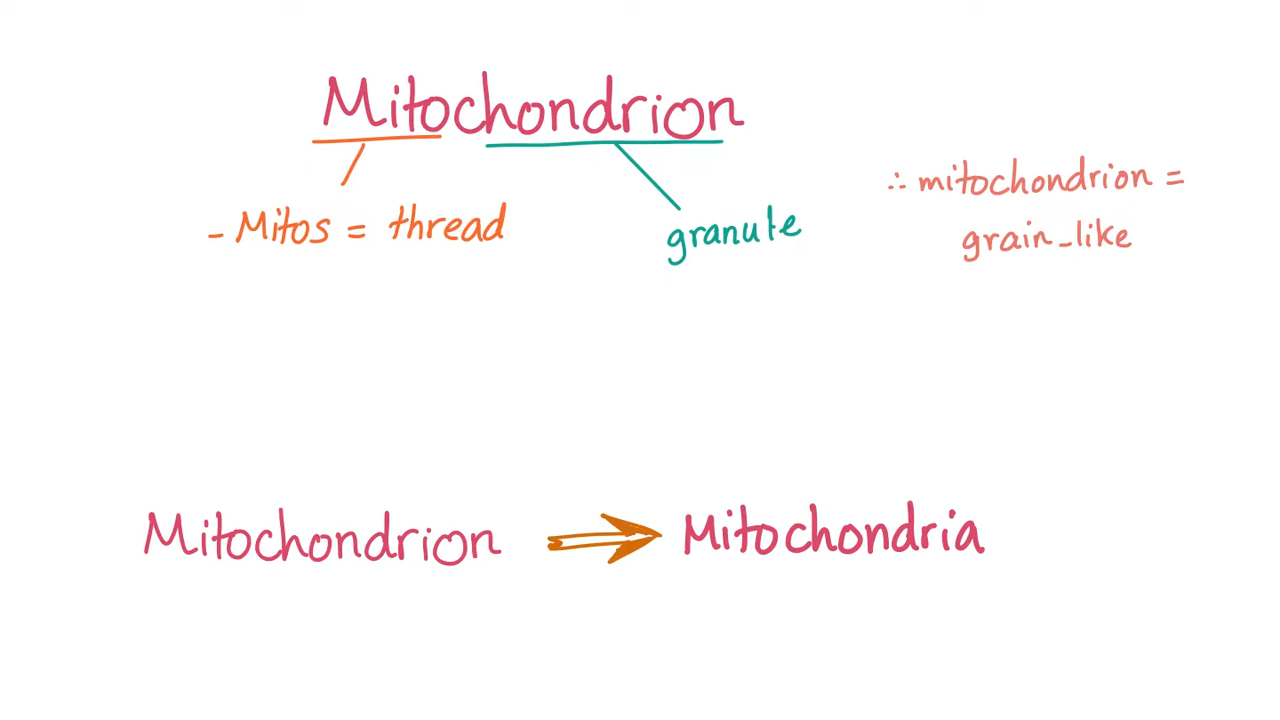 Mitochondrion
- Mitos = thread
granule
∴ mitochondrion =
grain-like
Mitochondrion ⇒ Mitochondria